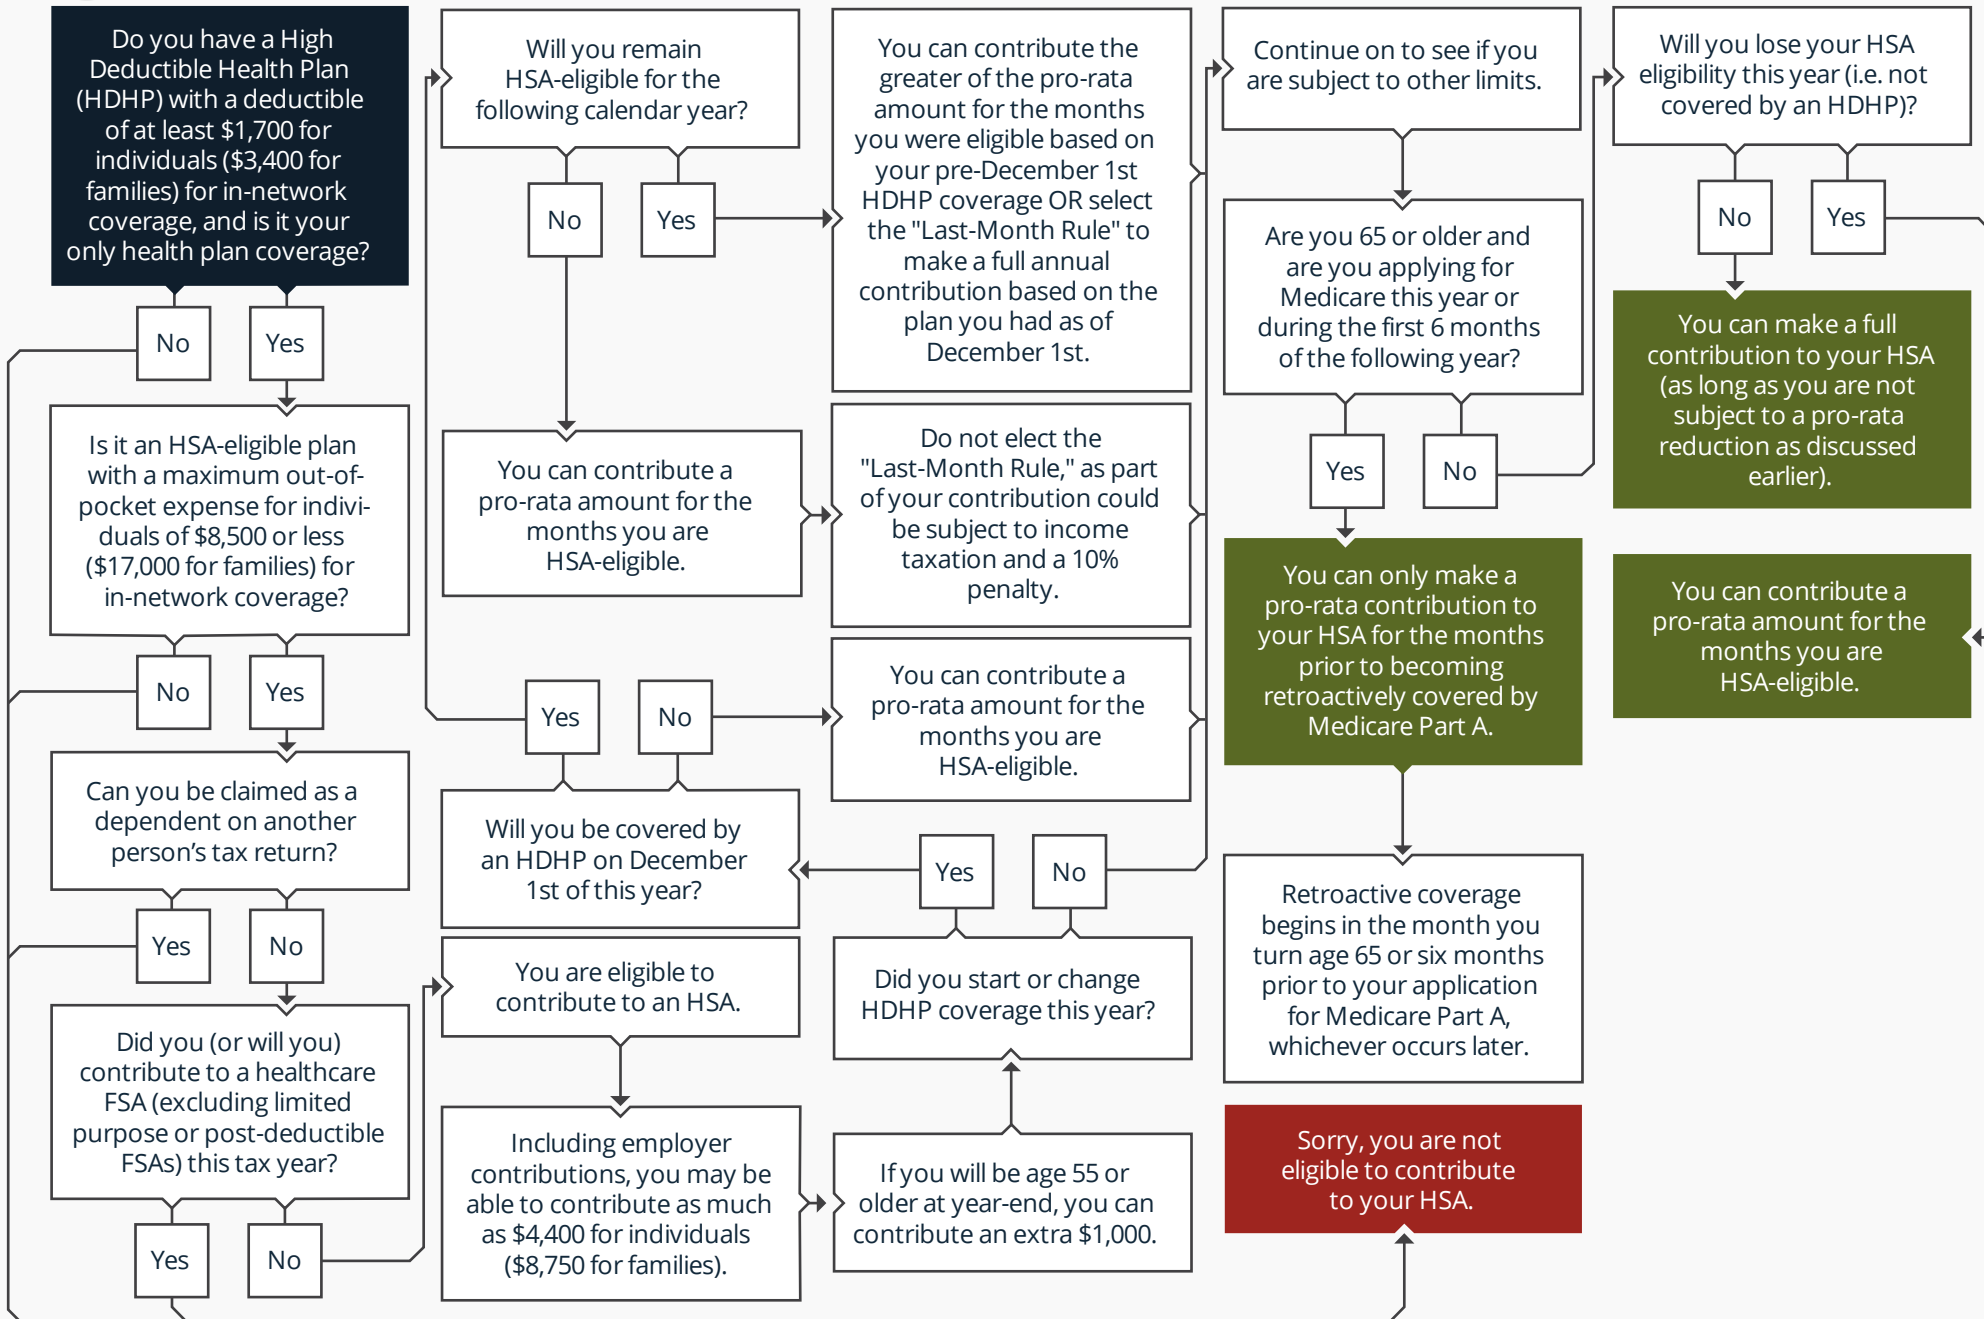 Do you have a High
Deductible Health Plan
(HDHP) with a deductible
of at least $1,700 for
individuals ($3,400 for
families) for in-network
coverage, and is it your
only health plan coverage?
No
Yes
Is it an HSA-eligible plan
with a maximum out-of-
pocket expense for indivi-
duals of $8,500 or less
($17,000 for families) for
in-network coverage?
No
Yes
Can you be claimed as a
dependent on another
person's tax return?
Yes
No
Did you (or will you)
contribute to a healthcare
FSA (excluding limited
purpose or post-deductible
FSAs) this tax year?
Yes
No
You are eligible to
contribute to an HSA.
Including employer
contributions, you may be
able to contribute as much
as $4,400 for individuals
($8,750 for families).
If you will be age 55 or
older at year-end, you can
contribute an extra $1,000.
Did you start or change
HDHP coverage this year?
Yes
No
Will you be covered by
an HDHP on December
1st of this year?
Yes
No
You can contribute a
pro-rata amount for the
months you are
HSA-eligible.
Will you remain
HSA-eligible for the
following calendar year?
No
Yes
You can contribute a
pro-rata amount for the
months you are
HSA-eligible.
Do not elect the
"Last-Month Rule," as part
of your contribution could
be subject to income
taxation and a 10%
penalty.
You can contribute the
greater of the pro-rata
amount for the months
you were eligible based on
your pre-December 1st
HDHP coverage OR select
the "Last-Month Rule" to
make a full annual
contribution based on the
plan you had as of
December 1st.
Continue on to see if you
are subject to other limits.
Are you 65 or older and
are you applying for
Medicare this year or
during the first 6 months
of the following year?
Yes
No
You can only make a
pro-rata contribution to
your HSA for the months
prior to becoming
retroactively covered by
Medicare Part A.
Retroactive coverage
begins in the month you
turn age 65 or six months
prior to your application
for Medicare Part A,
whichever occurs later.
Sorry, you are not
eligible to contribute
to your HSA.
Will you lose your HSA
eligibility this year (i.e. not
covered by an HDHP)?
No
Yes
You can make a full
contribution to your HSA
(as long as you are not
subject to a pro-rata
reduction as discussed
earlier).
You can contribute a
pro-rata amount for the
months you are
HSA-eligible.